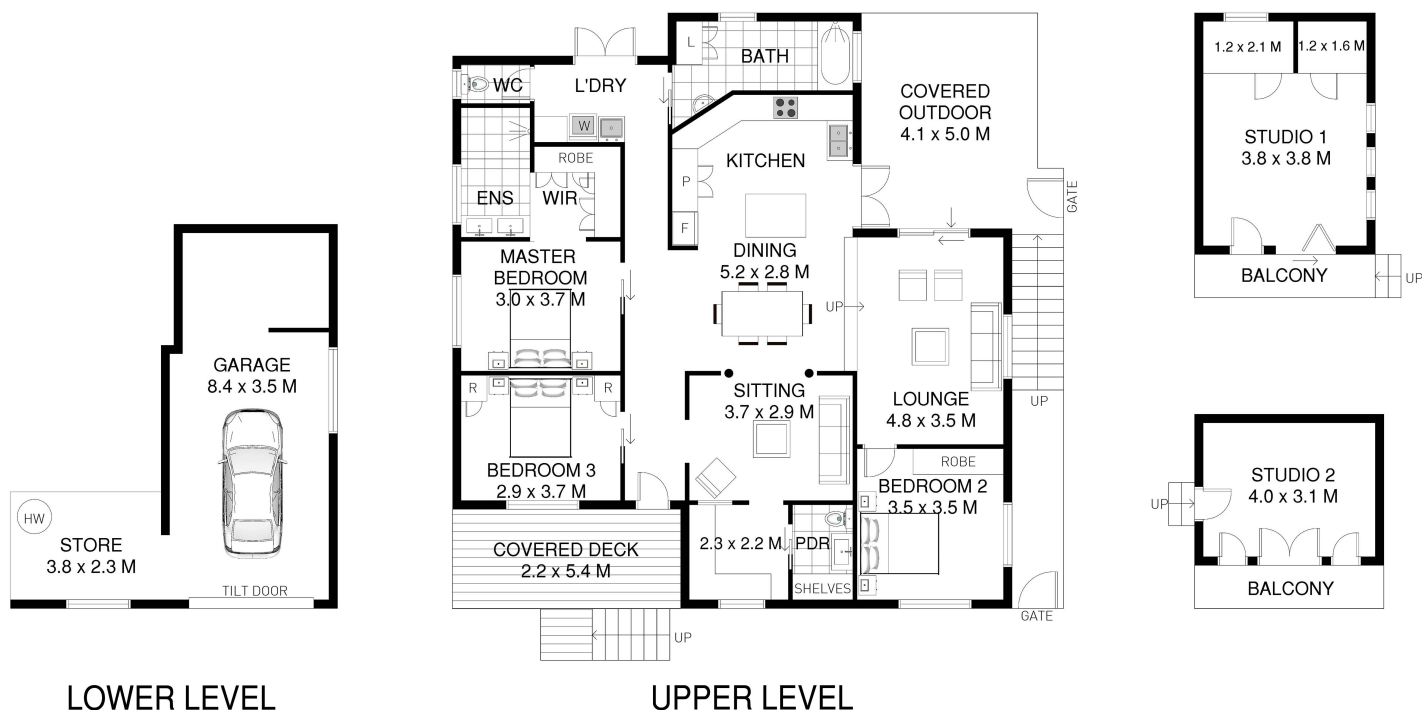 GARAGE
8.4 x 3.5 M
HW
STORE
3.8 x 2.3 M
TILT DOOR
LOWER LEVEL
L
BATH
WC
L'DRY
W
COVERED
OUTDOOR
4.1 x 5.0 M
ROBE
ENS
WIR
KITCHEN
P
F
GATE
MASTER
BEDROOM
3.0 x 3.7 M
DINING
5.2 x 2.8 M
UP
R
R
SITTING
3.7 x 2.9 M
LOUNGE
4.8 x 3.5 M
UP
BEDROOM 3
2.9 x 3.7 M
ROBE
BEDROOM 2
3.5 x 3.5 M
COVERED DECK
2.2 x 5.4 M
2.3 x 2.2 M
PDR
SHELVES
GATE
UP
UPPER LEVEL
1.2 x 2.1 M
1.2 x 1.6 M
STUDIO 1
3.8 x 3.8 M
BALCONY
UP
STUDIO 2
4.0 x 3.1 M
UP
BALCONY